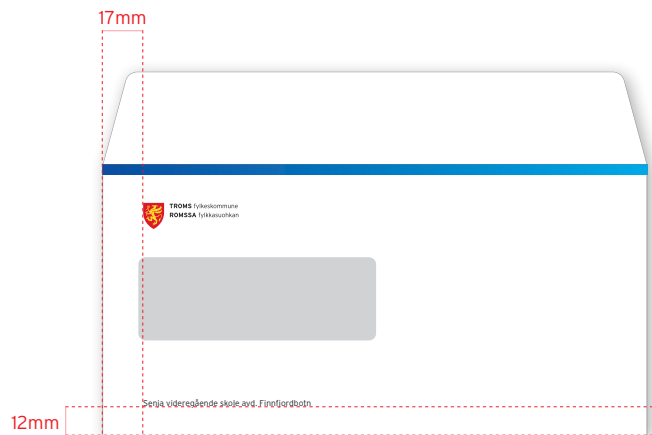 17mm
TROMS fylkeskommune
ROMSSA fylkkasuohkan
Senja videregående skole avd. Finnfjordbotn
12mm